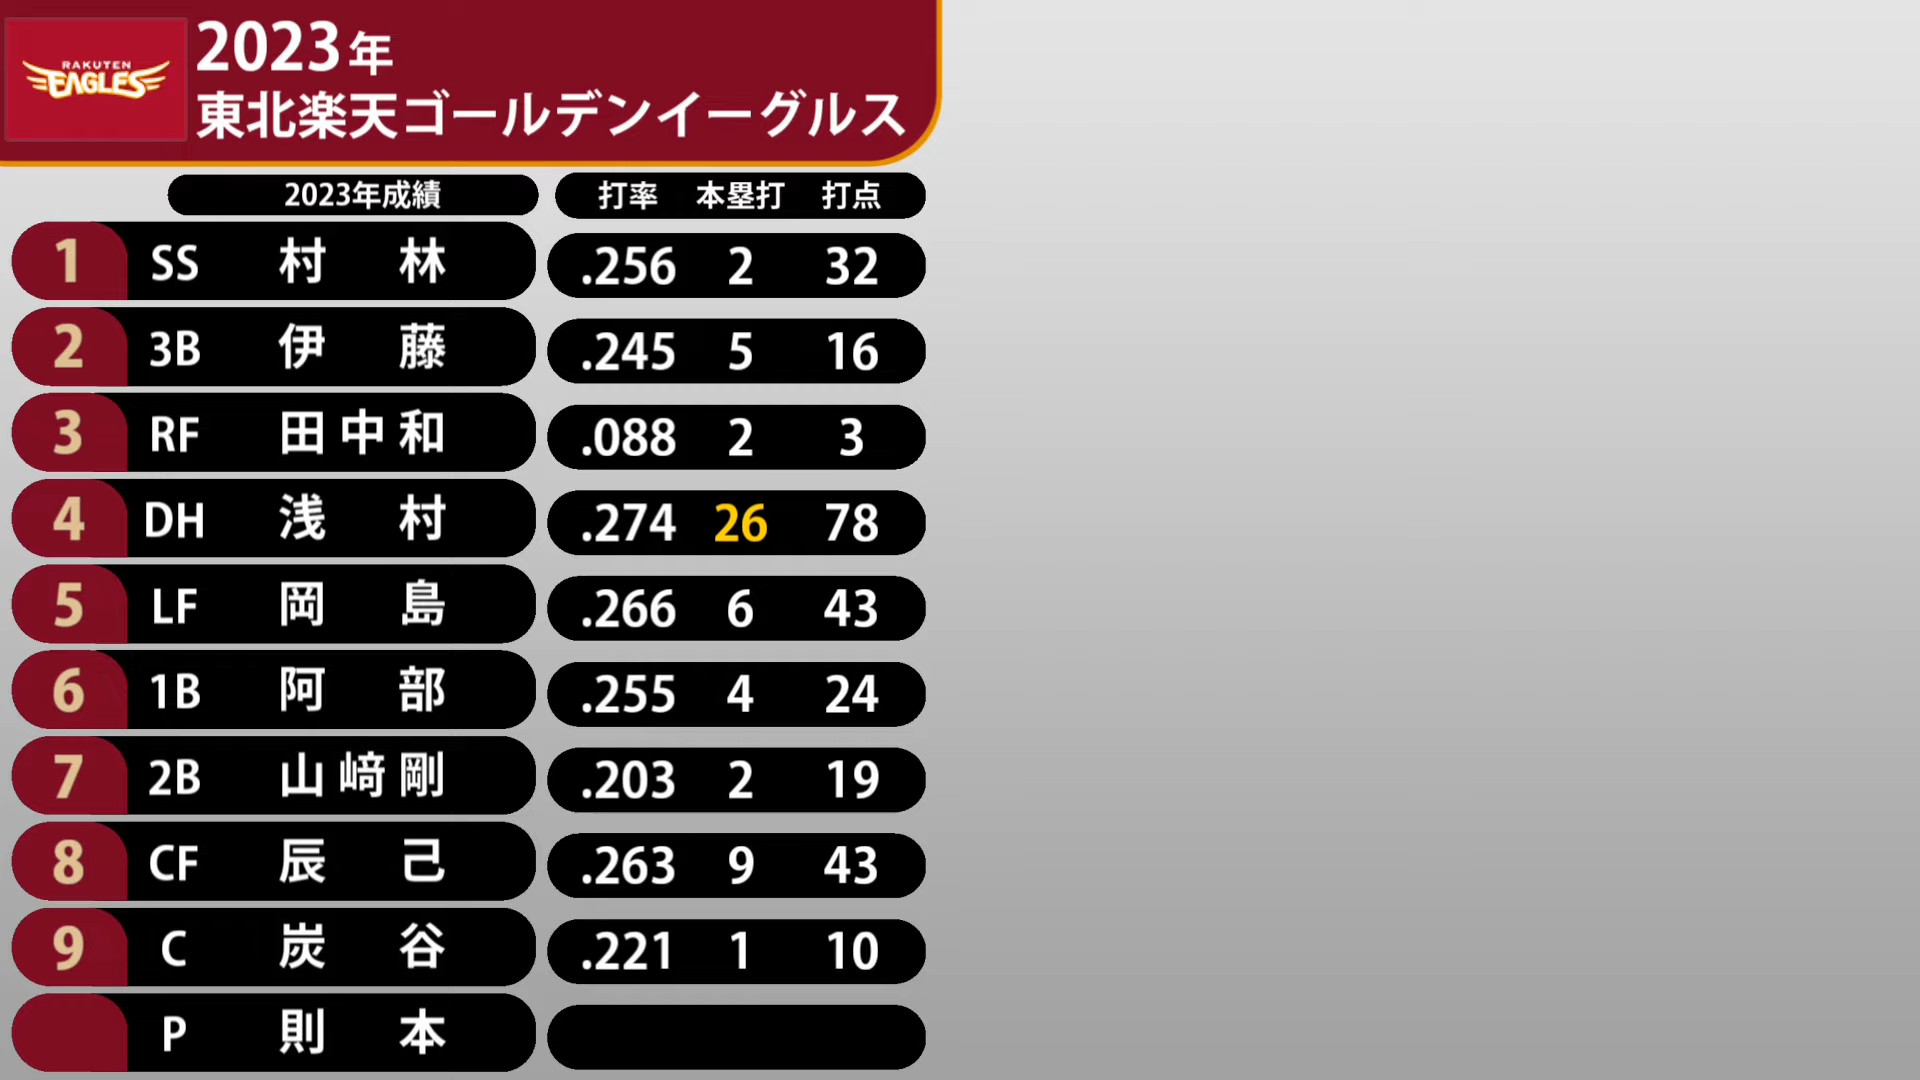 RAKUTEN
EAGLES
2023年
東北楽天ゴールデンイーグルス
2023年成績 打率 本塁打 打点
1 SS 村林 .256 2 32
2 3B 伊藤 .245 5 16
3 RF 田中和 .088 2 3
4 DH 浅村 .274 26 78
5 LF 岡島 .266 6 43
6 1B 阿部 .255 4 24
7 2B 山﨑剛 .203 2 19
8 CF 辰己 .263 9 43
9 C 炭谷 .221 1 10
P 則本